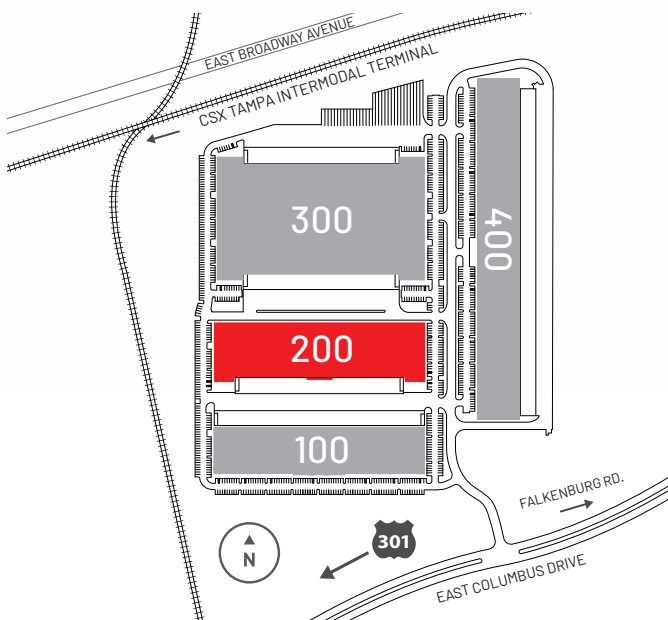 EAST BROADWAY AVENUE
CSX TAMPA INTERMODAL TERMINAL
300
400
200
100
FALKENBURG RD.
N
301
EAST COLUMBUS DRIVE